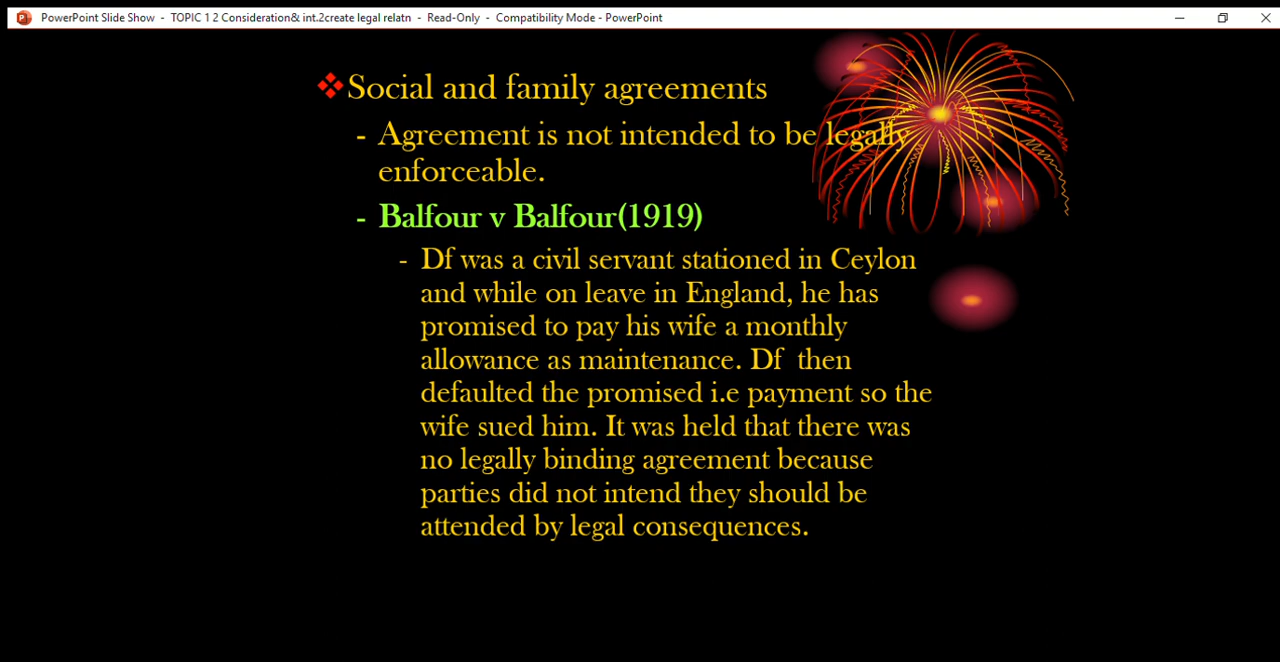 PowerPoint Slide Show - TOPIC 1 2 Consideration& int.2create legal relatn - Read-Only - Compatibility Mode - PowerPoint
❖Social and family agreements
- Agreement is not intended to be legally
enforceable.
- Balfour v Balfour(1919)
- Df was a civil servant stationed in Ceylon
and while on leave in England, he has
promised to pay his wife a monthly
allowance as maintenance. Df then
defaulted the promised i.e payment so the
wife sued him. It was held that there was
no legally binding agreement because
parties did not intend they should be
attended by legal consequences.